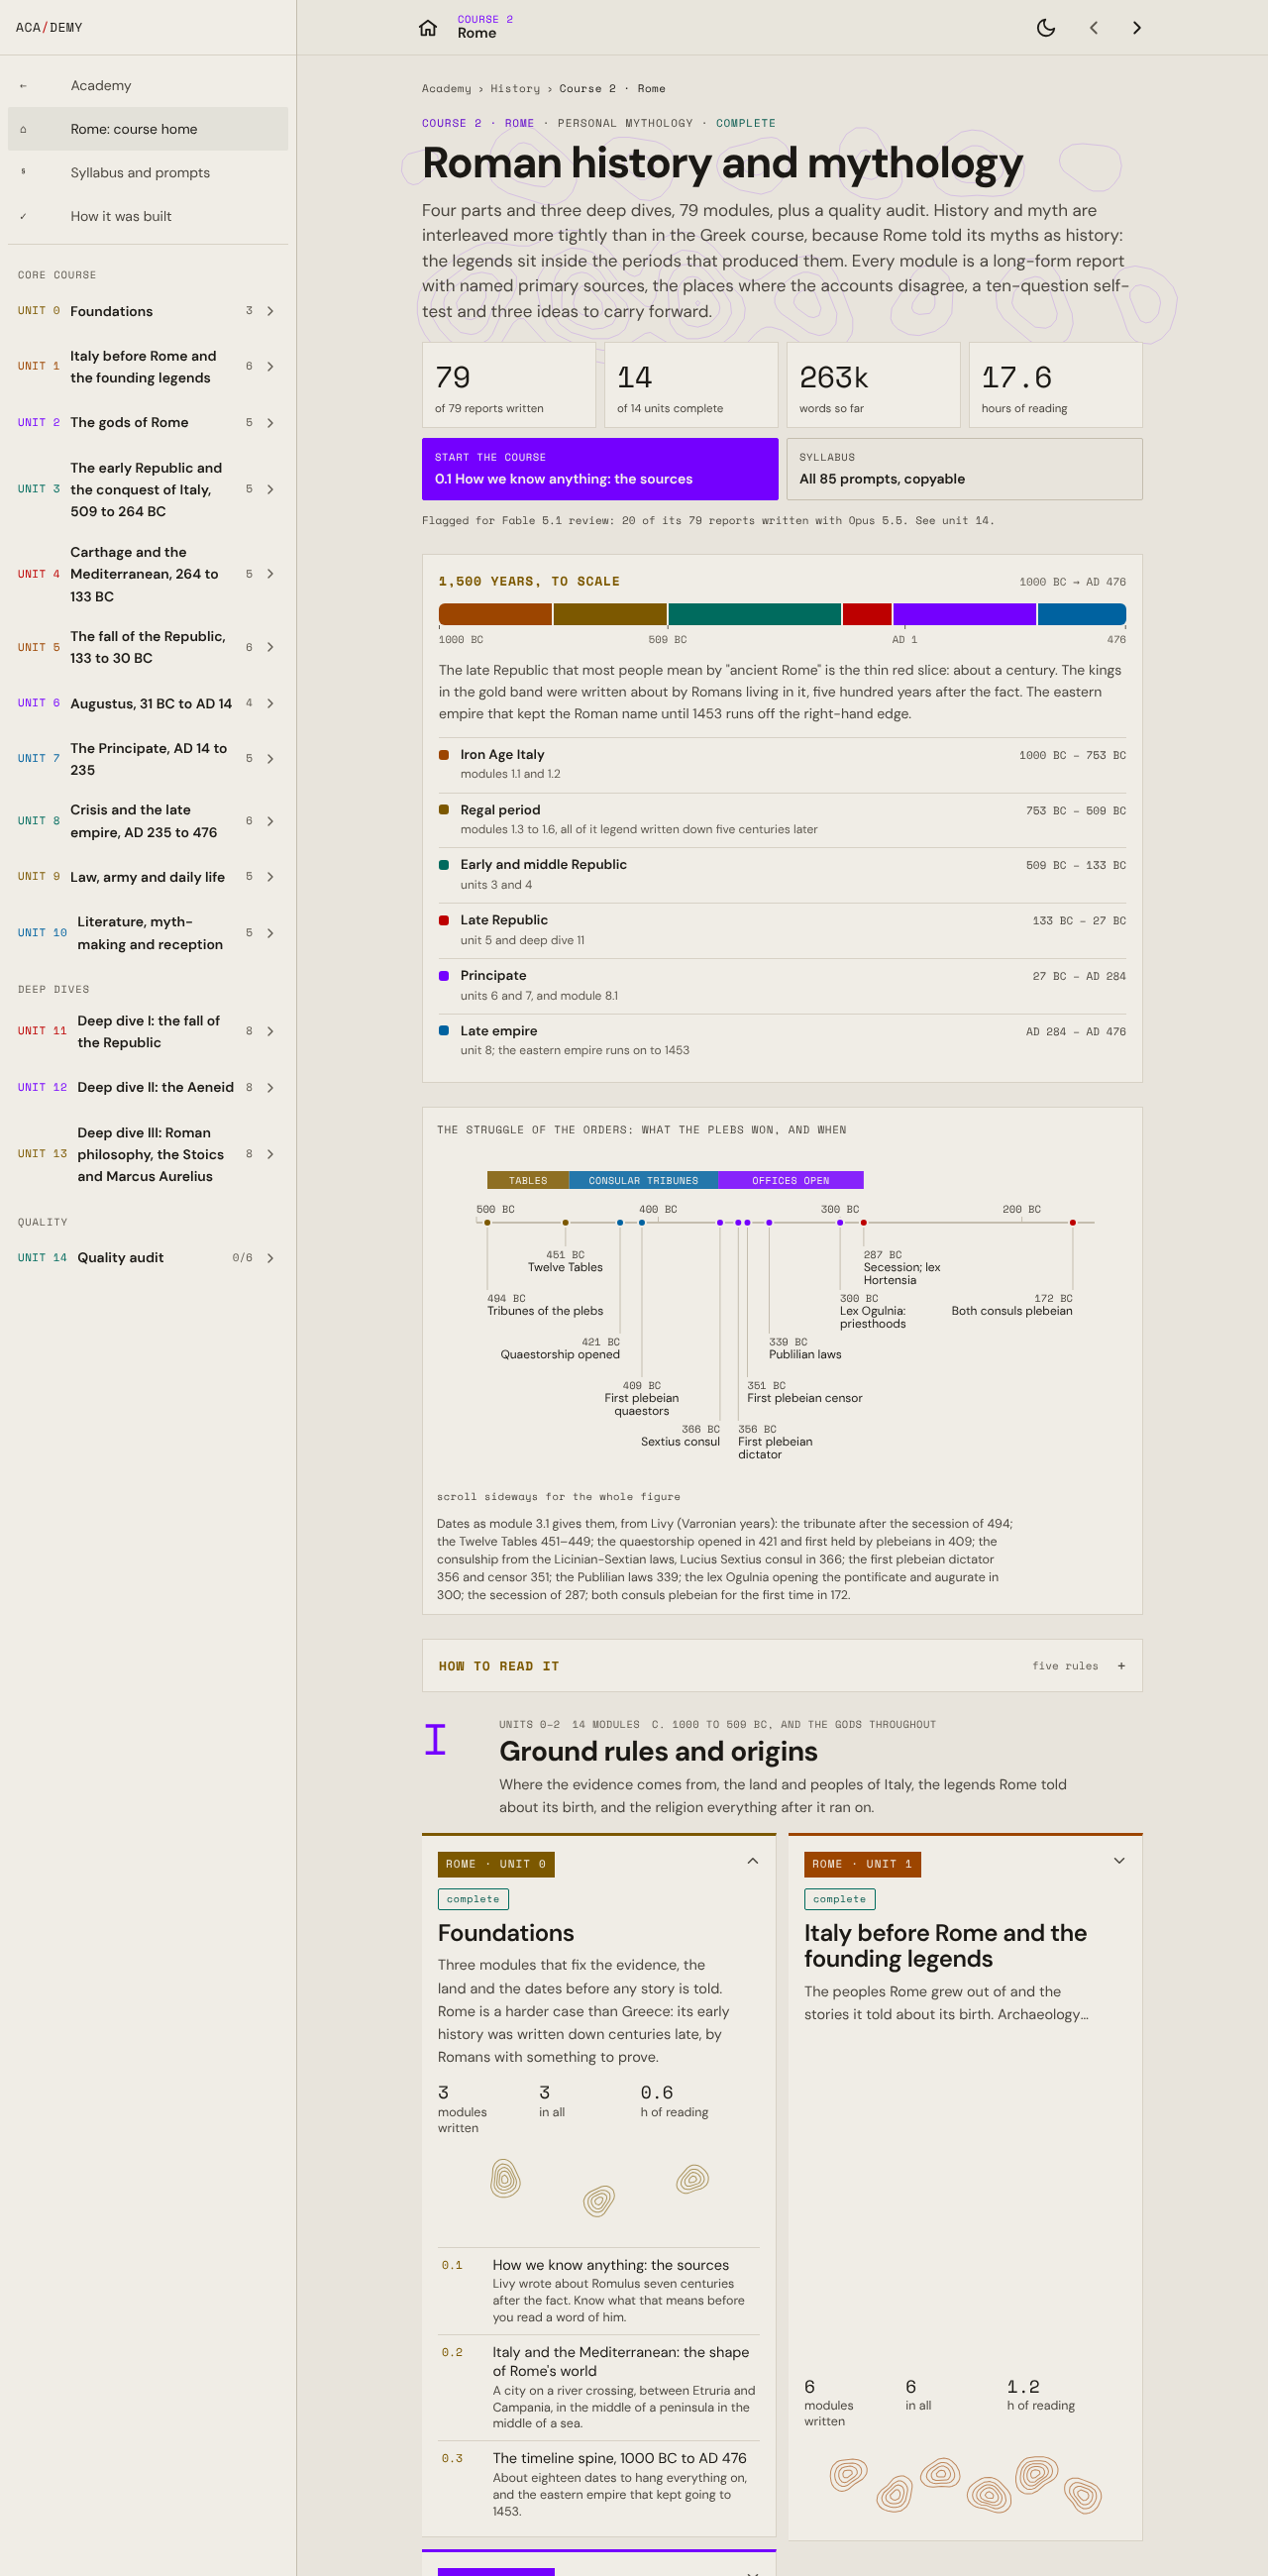 ACA/DEMY
← Academy
⌂ Rome: course home
§ Syllabus and prompts
✓ How it was built
CORE COURSE
UNIT 0 Foundations 3
UNIT 1 Italy before Rome and
the founding legends 6
UNIT 2 The gods of Rome 5
UNIT 3 The early Republic and
the conquest of Italy,
509 to 264 BC 5
UNIT 4 Carthage and the
Mediterranean, 264 to
133 BC 5
UNIT 5 The fall of the Republic,
133 to 30 BC 6
UNIT 6 Augustus, 31 BC to AD 14 4
UNIT 7 The Principate, AD 14 to
235 5
UNIT 8 Crisis and the late
empire, AD 235 to 476 6
UNIT 9 Law, army and daily life 5
UNIT 10 Literature, myth-
making and reception 5
DEEP DIVES
UNIT 11 Deep dive I: the fall of
the Republic 8
UNIT 12 Deep dive II: the Aeneid 8
UNIT 13 Deep dive III: Roman
philosophy, the Stoics
and Marcus Aurelius 8
QUALITY
UNIT 14 Quality audit 0/6
COURSE 2
Rome
Academy › History › Course 2 · Rome
COURSE 2 · ROME · PERSONAL MYTHOLOGY · COMPLETE
Roman history and mythology
Four parts and three deep dives, 79 modules, plus a quality audit. History and myth are
interleaved more tightly than in the Greek course, because Rome told its myths as history:
the legends sit inside the periods that produced them. Every module is a long-form report
with named primary sources, the places where the accounts disagree, a ten-question self-
test and three ideas to carry forward.
79
of 79 reports written
14
of 14 units complete
263k
words so far
17.6
hours of reading
START THE COURSE
0.1 How we know anything: the sources
SYLLABUS
All 85 prompts, copyable
Flagged for Fable 5.1 review: 20 of its 79 reports written with Opus 5.5. See unit 14.
1,500 YEARS, TO SCALE 1000 BC → AD 476
1000 BC 509 BC AD 1 476
The late Republic that most people mean by "ancient Rome" is the thin red slice: about a century. The kings
in the gold band were written about by Romans living in it, five hundred years after the fact. The eastern
empire that kept the Roman name until 1453 runs off the right-hand edge.
Iron Age Italy 1000 BC – 753 BC
modules 1.1 and 1.2
Regal period 753 BC – 509 BC
modules 1.3 to 1.6, all of it legend written down five centuries later
Early and middle Republic 509 BC – 133 BC
units 3 and 4
Late Republic 133 BC – 27 BC
unit 5 and deep dive 11
Principate 27 BC – AD 284
units 6 and 7, and module 8.1
Late empire AD 284 – AD 476
unit 8; the eastern empire runs on to 1453
THE STRUGGLE OF THE ORDERS: WHAT THE PLEBS WON, AND WHEN
TABLES CONSULAR TRIBUNES OFFICES OPEN
500 BC 400 BC 300 BC 200 BC
451 BC
Twelve Tables
287 BC
Secession; lex
Hortensia
494 BC
Tribunes of the plebs
300 BC
Lex Ogulnia:
priesthoods
172 BC
Both consuls plebeian
421 BC
Quaestorship opened
339 BC
Publilian laws
409 BC
First plebeian
quaestors
351 BC
First plebeian censor
366 BC
Sextius consul
356 BC
First plebeian
dictator
scroll sideways for the whole figure
Dates as module 3.1 gives them, from Livy (Varronian years): the tribunate after the secession of 494;
the Twelve Tables 451–449; the quaestorship opened in 421 and first held by plebeians in 409; the
consulship from the Licinian-Sextian laws, Lucius Sextius consul in 366; the first plebeian dictator
356 and censor 351; the Publilian laws 339; the lex Ogulnia opening the pontificate and augurate in
300; the secession of 287; both consuls plebeian for the first time in 172.
HOW TO READ IT five rules +
I
UNITS 0–2 14 MODULES C. 1000 TO 509 BC, AND THE GODS THROUGHOUT
Ground rules and origins
Where the evidence comes from, the land and peoples of Italy, the legends Rome told
about its birth, and the religion everything after it ran on.
ROME · UNIT 0
complete
Foundations
Three modules that fix the evidence, the
land and the dates before any story is told.
Rome is a harder case than Greece: its early
history was written down centuries late, by
Romans with something to prove.
3 3 0.6
modules in all h of reading
written
0.1 How we know anything: the sources
Livy wrote about Romulus seven centuries
after the fact. Know what that means before
you read a word of him.
0.2 Italy and the Mediterranean: the shape
of Rome's world
A city on a river crossing, between Etruria and
Campania, in the middle of a peninsula in the
middle of a sea.
0.3 The timeline spine, 1000 BC to AD 476
About eighteen dates to hang everything on,
and the eastern empire that kept going to
1453.
ROME · UNIT 1
complete
Italy before Rome and the
founding legends
The peoples Rome grew out of and the
stories it told about its birth. Archaeology…
6 6 1.2
modules in all h of reading
written